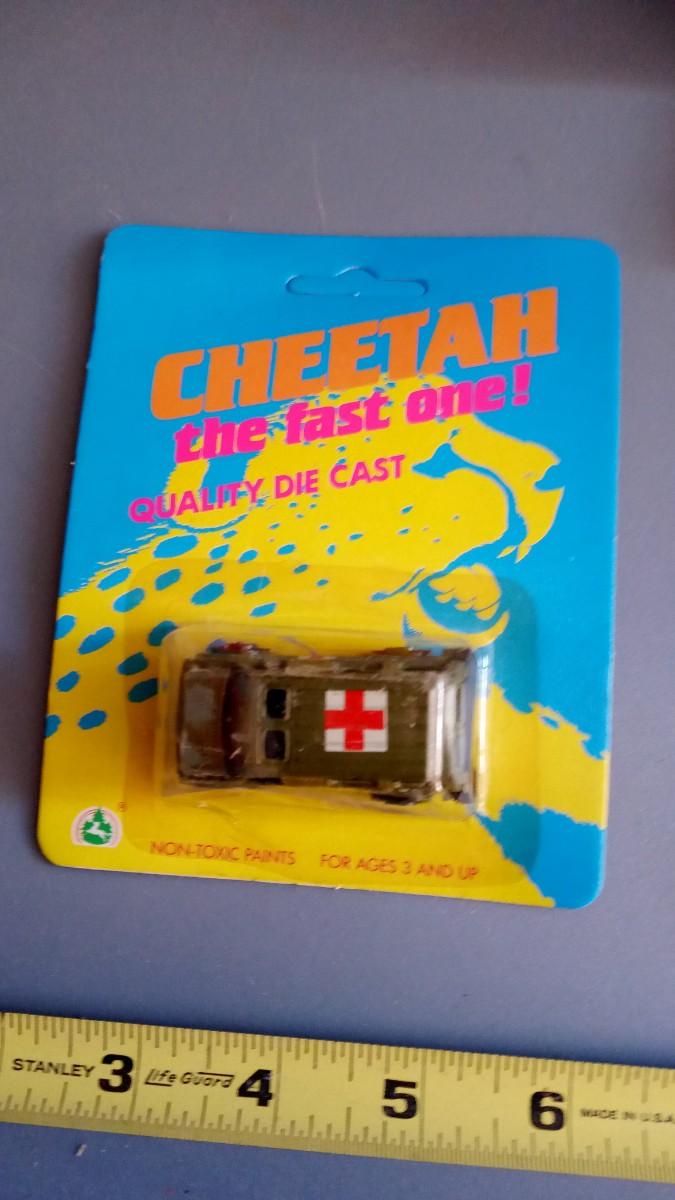 CHEETAH
the fast one!
QUALITY DIE CAST
®
NON-TOXIC PAINTS FOR AGES 3 AND UP
STANLEY 3 Life Guard 4 5 6 MADE IN U.S.A.